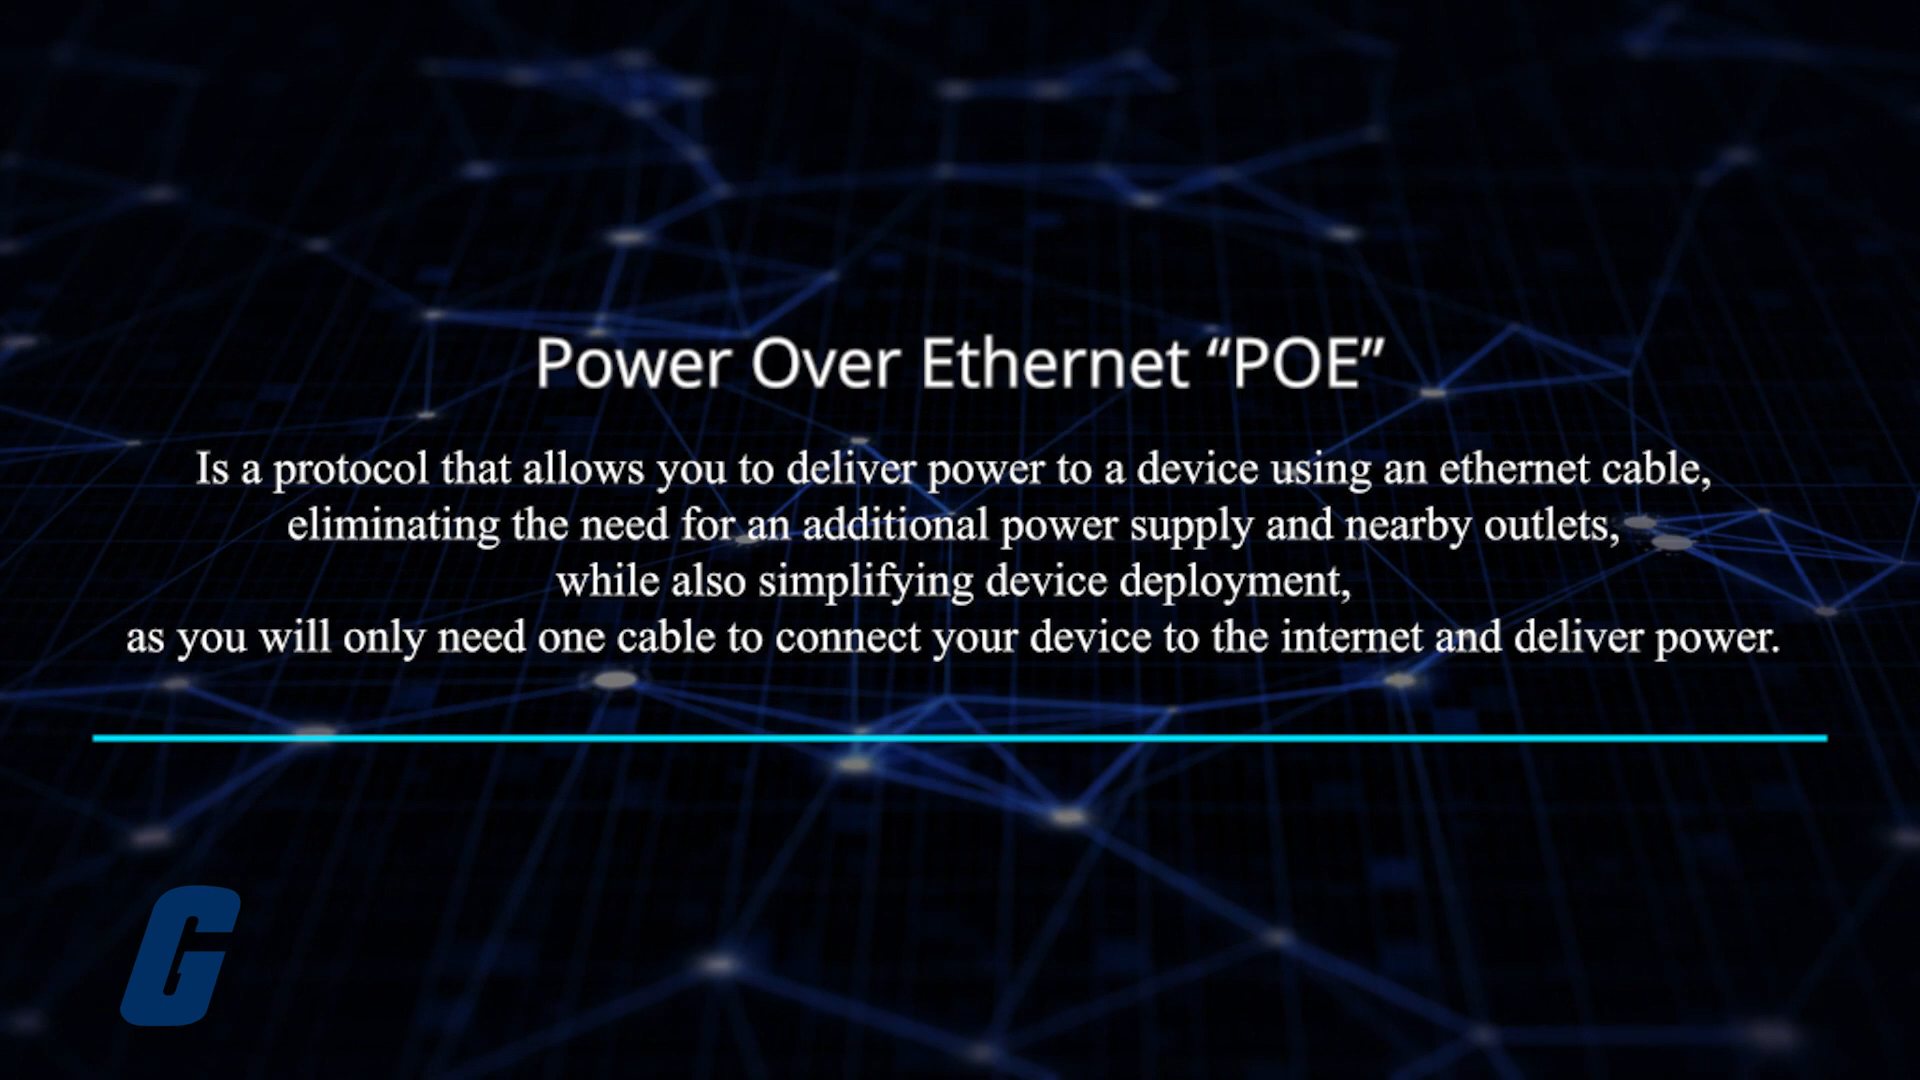 Power Over Ethernet “POE”
Is a protocol that allows you to deliver power to a device using an ethernet cable,
eliminating the need for an additional power supply and nearby outlets,
while also simplifying device deployment,
as you will only need one cable to connect your device to the internet and deliver power.
G